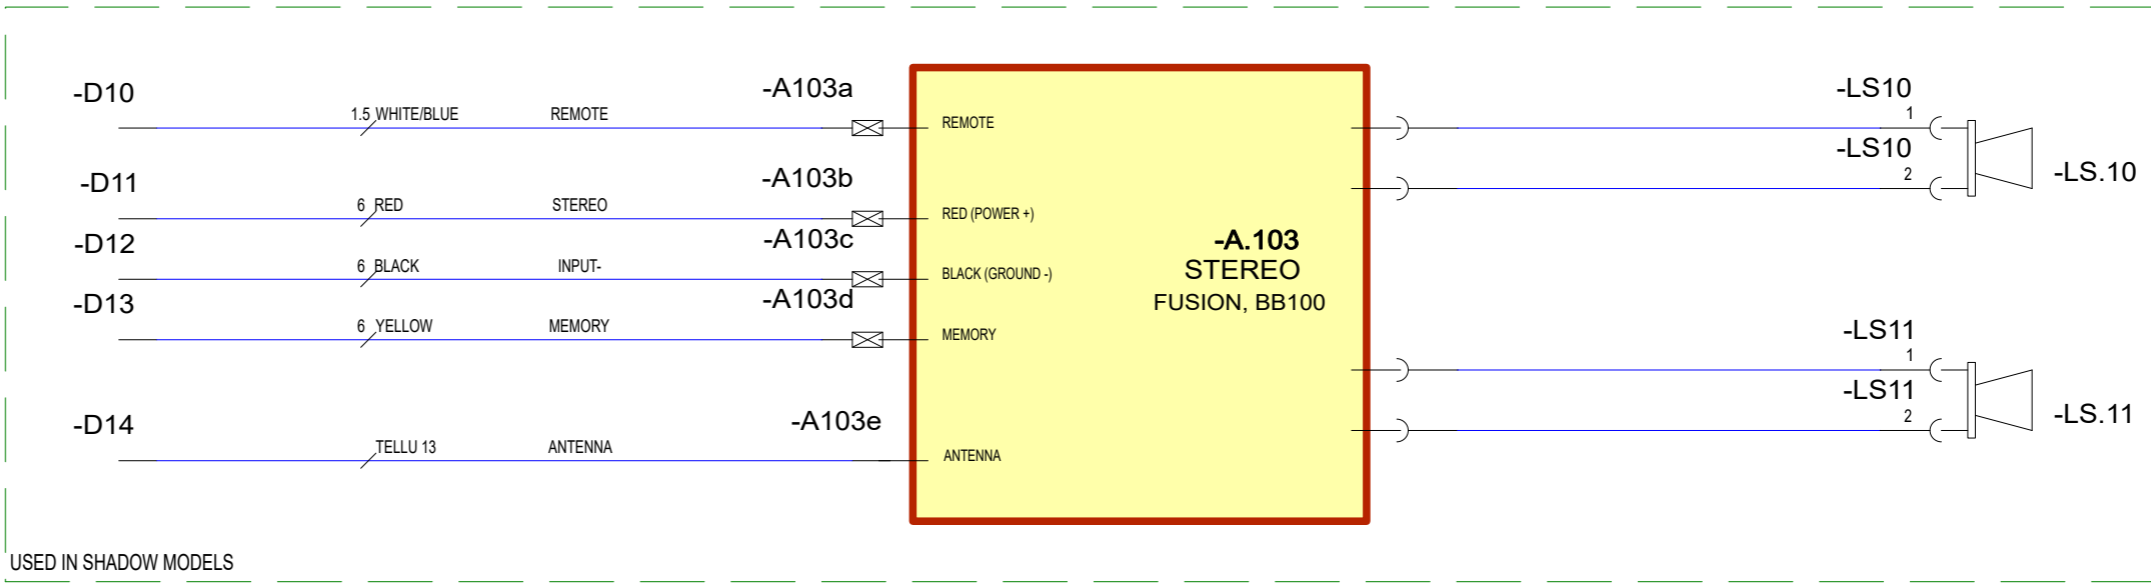 -D10
1.5 WHITE/BLUE
REMOTE
-A103a
REMOTE
-D11
6 RED
STEREO
-A103b
RED (POWER +)
-D12
6 BLACK
INPUT-
-A103c
BLACK (GROUND -)
-D13
6 YELLOW
MEMORY
-A103d
MEMORY
-D14
TELLU 13
ANTENNA
-A103e
ANTENNA
-A.103
STEREO
FUSION, BB100
-LS10
1
-LS10
2
-LS.10
-LS11
1
-LS11
2
-LS.11
USED IN SHADOW MODELS